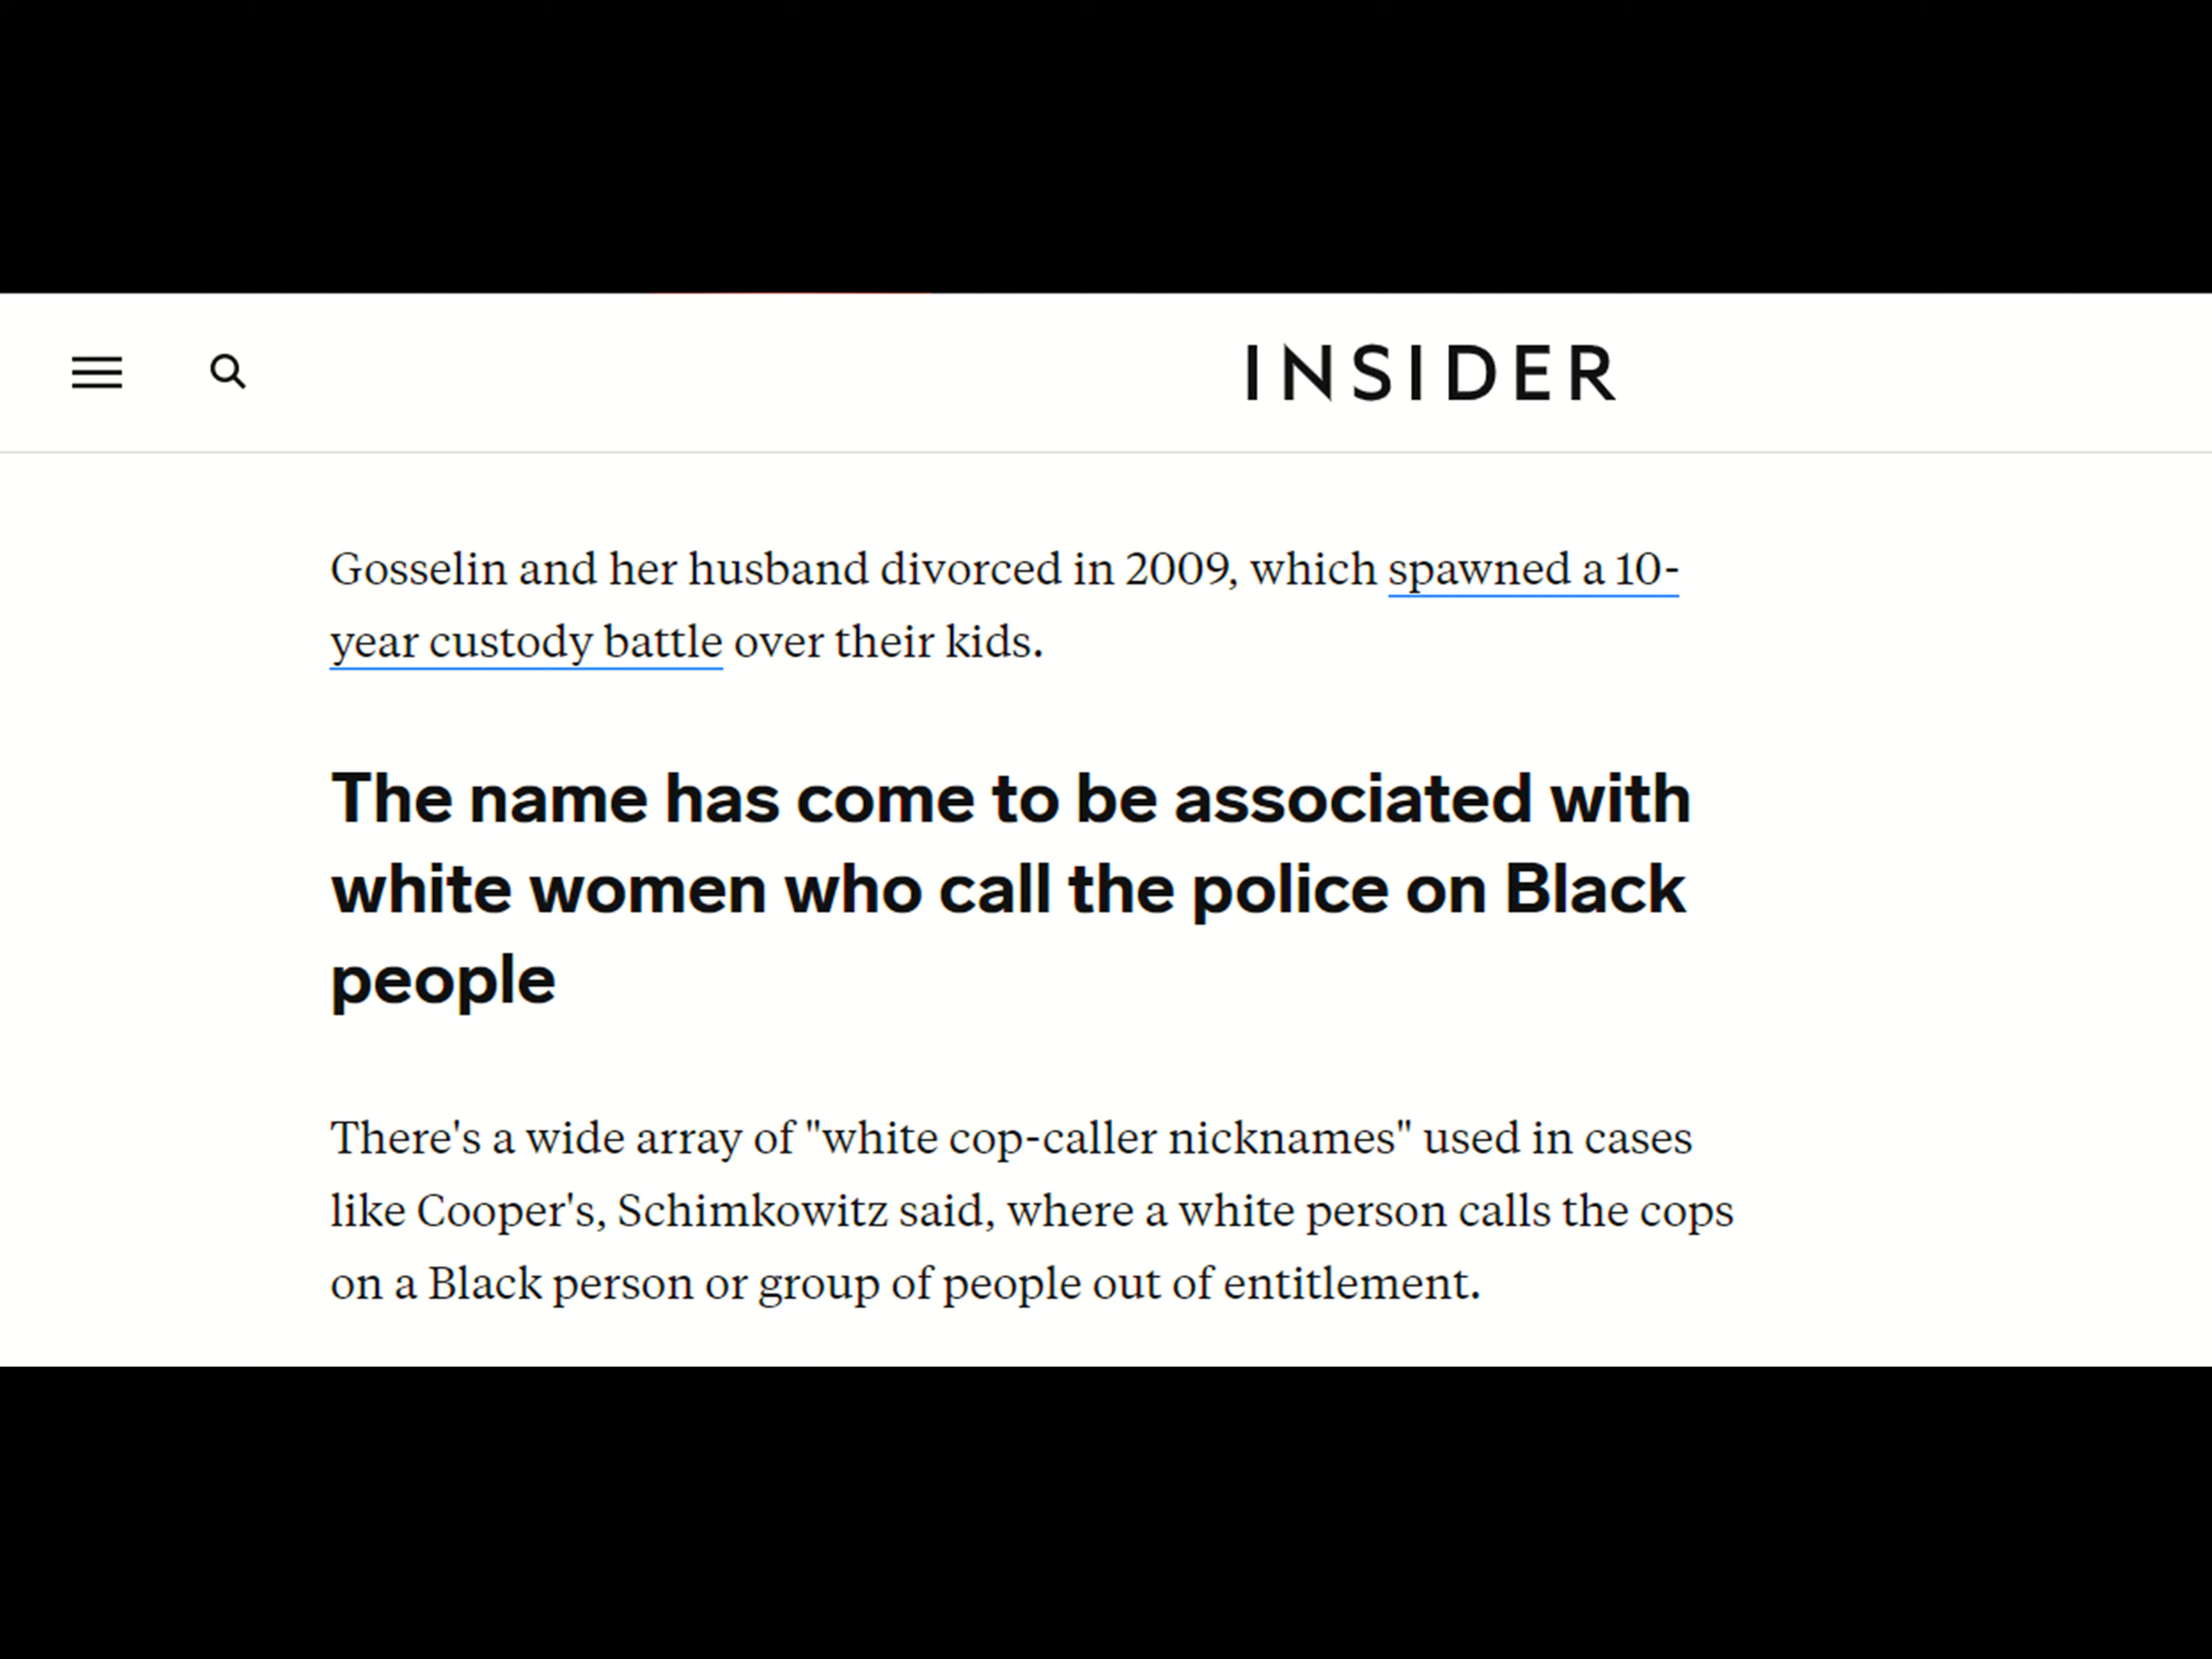 INSIDER
Gosselin and her husband divorced in 2009, which spawned a 10-
year custody battle over their kids.
The name has come to be associated with
white women who call the police on Black
people
There's a wide array of "white cop-caller nicknames" used in cases
like Cooper's, Schimkowitz said, where a white person calls the cops
on a Black person or group of people out of entitlement.